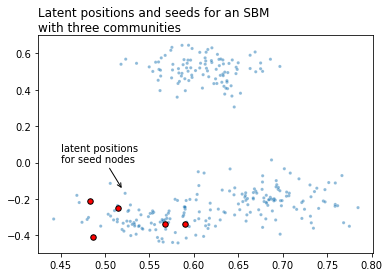 Latent positions and seeds for an SBM
with three communities
0.6
0.4
0.2
0.0
−0.2
−0.4
latent positions
for seed nodes
0.45 0.50 0.55 0.60 0.65 0.70 0.75 0.80